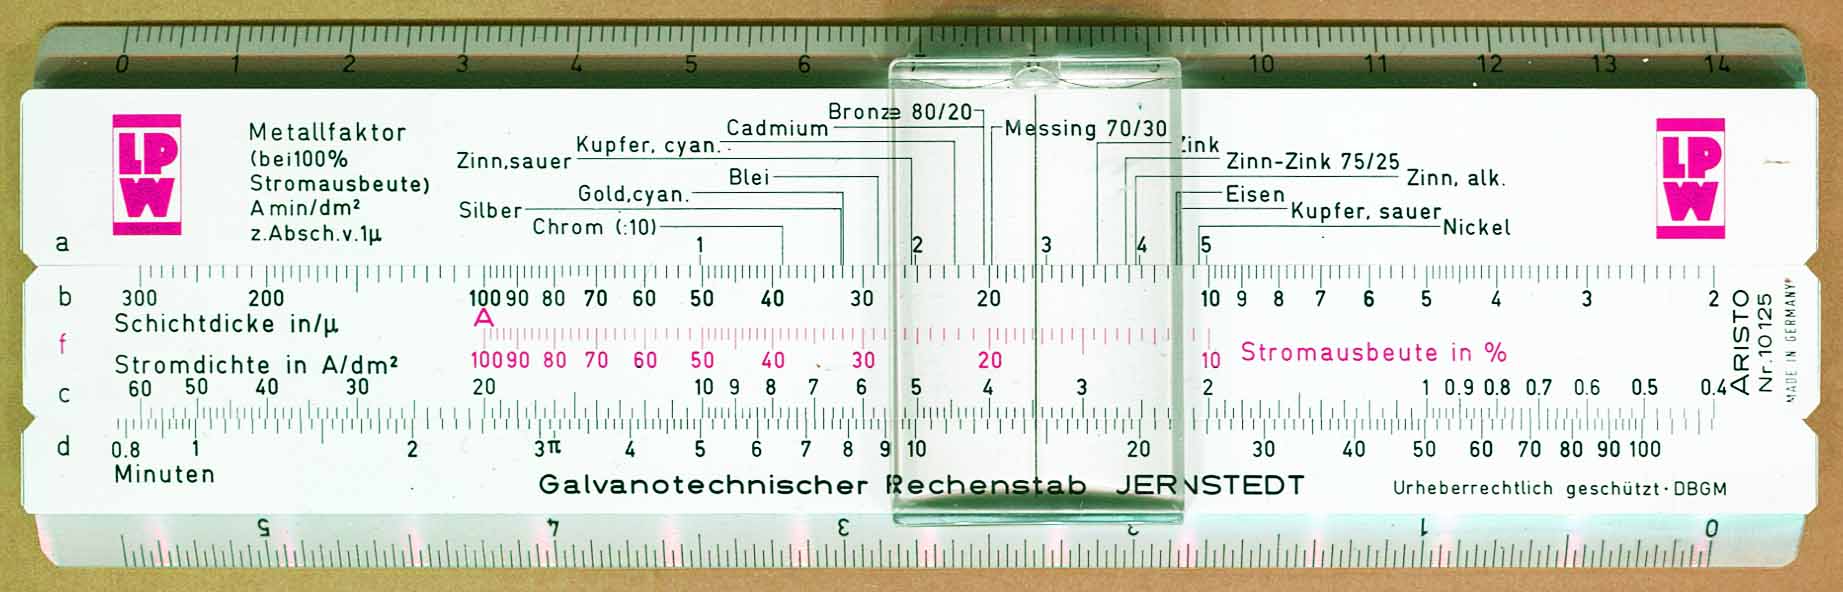 0 1 2 3 4 5 6 7 9 10 11 12 13 14
LPW
Metallfaktor
(bei100%
Stromausbeute)
A min/dm²
z.Absch.v.1µ
Bronze 80/20
Cadmium
Messing 70/30
Kupfer, cyan.
Zink
Zinn,sauer
Zinn-Zink 75/25
Blei
Zinn, alk.
Gold,cyan.
Eisen
Silber
Kupfer, sauer
Chrom (:10)
Nickel
LPW
a 1 2 3 4 5
b 300 200 100 90 80 70 60 50 40 30 20 10 9 8 7 6 5 4 3 2
Schichtdicke in/µ
A
f 100 90 80 70 60 50 40 30 20 10 Stromausbeute in %
Stromdichte in A/dm²
c 60 50 40 30 20 10 9 8 7 6 5 4 3 2 1 0.9 0.8 0.7 0.6 0.5 0.4
d 0.8 1 2 3 π 4 5 6 7 8 9 10 20 30 40 50 60 70 80 90 100
Minuten
Galvanotechnischer Rechenstab JERNSTEDT
Urheberrechtlich geschützt · DBGM
ARISTO
Nr.10125
MADE IN GERMANY
5 4 3 2 1 0